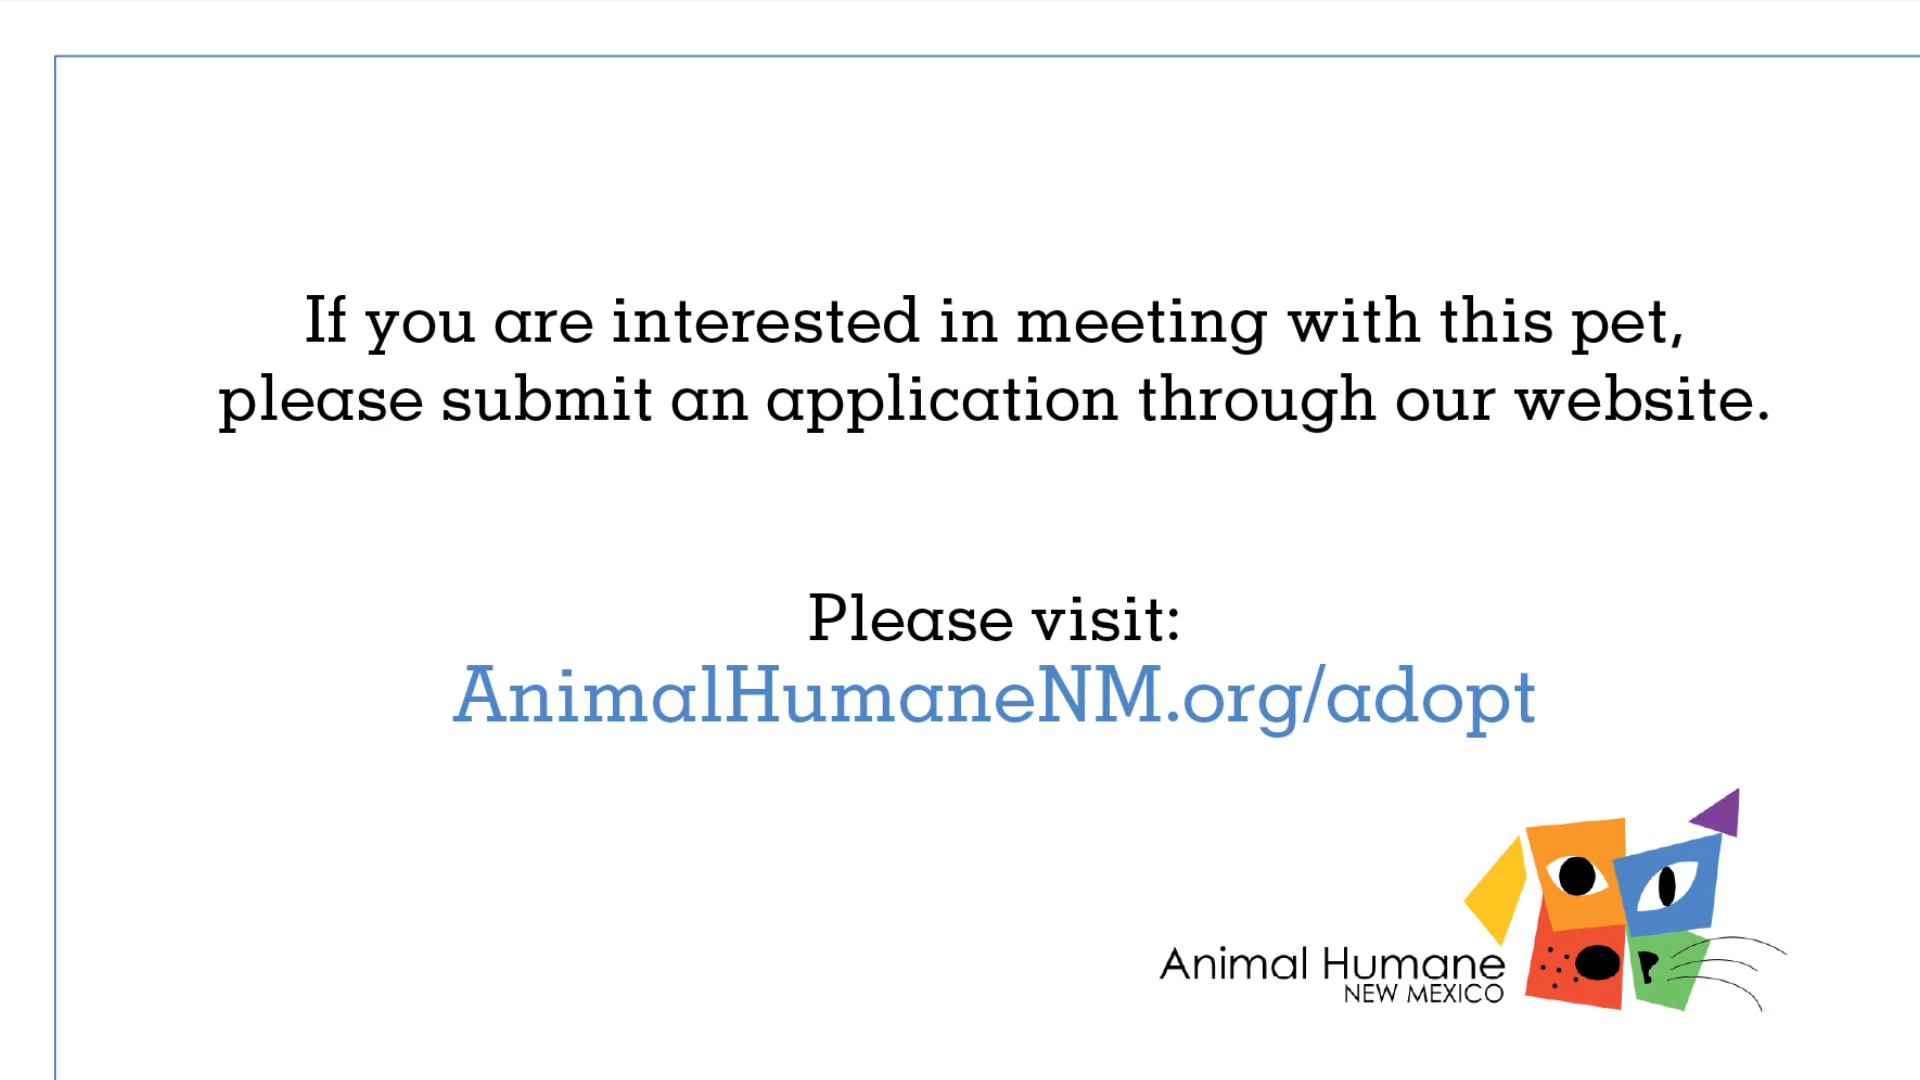 If you are interested in meeting with this pet,
please submit an application through our website.
Please visit:
AnimalHumaneNM.org/adopt
Animal Humane
NEW MEXICO